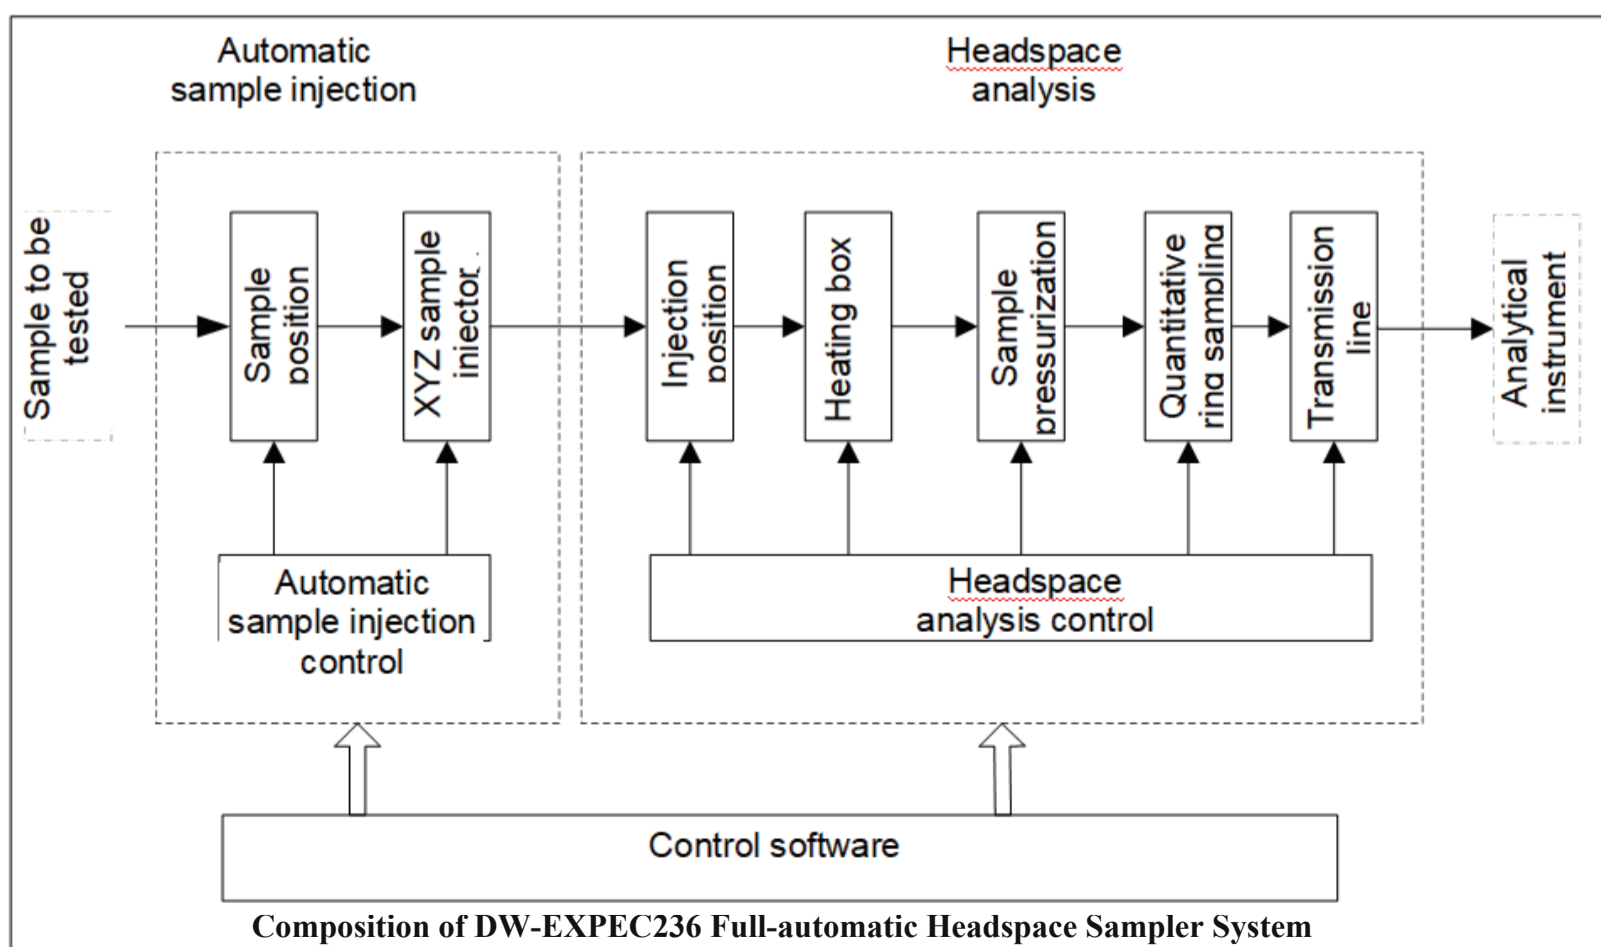 Automatic
sample injection
Headspace
analysis
Sample to be
tested
Sample
position
XYZ sample
injector
Injection
position
Heating box
Sample
pressurization
Quantitative
ring sampling
Transmission
line
Analytical
instrument
Automatic
sample injection
control
Headspace
analysis control
Control software
Composition of DW-EXPEC236 Full-automatic Headspace Sampler System